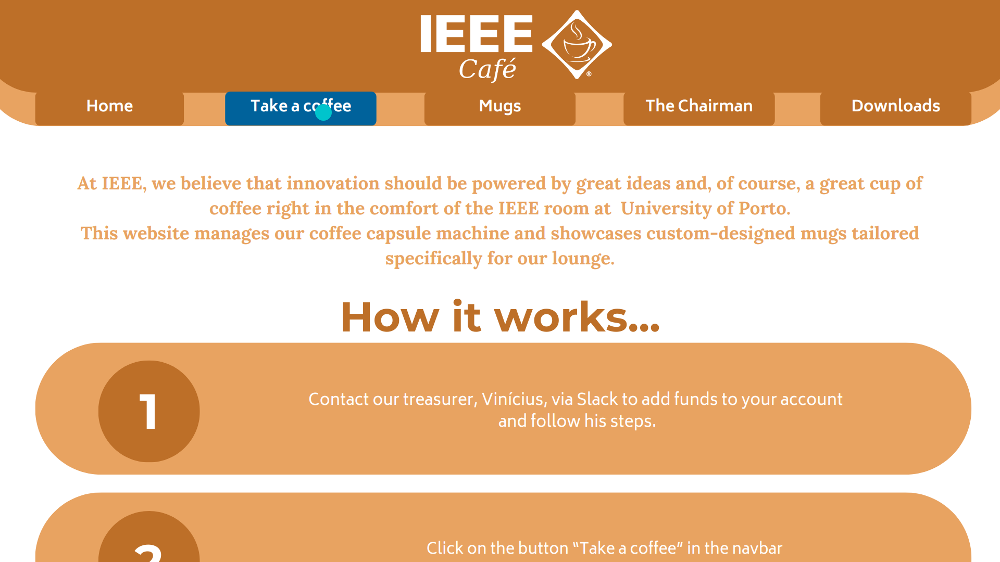 IEEE
Café
®
Home
Take a coffee
Mugs
The Chairman
Downloads
At IEEE, we believe that innovation should be powered by great ideas and, of course, a great cup of
coffee right in the comfort of the IEEE room at University of Porto.
This website manages our coffee capsule machine and showcases custom-designed mugs tailored
specifically for our lounge.
How it works...
1
Contact our treasurer, Vinícius, via Slack to add funds to your account
and follow his steps.
2
Click on the button “Take a coffee” in the navbar